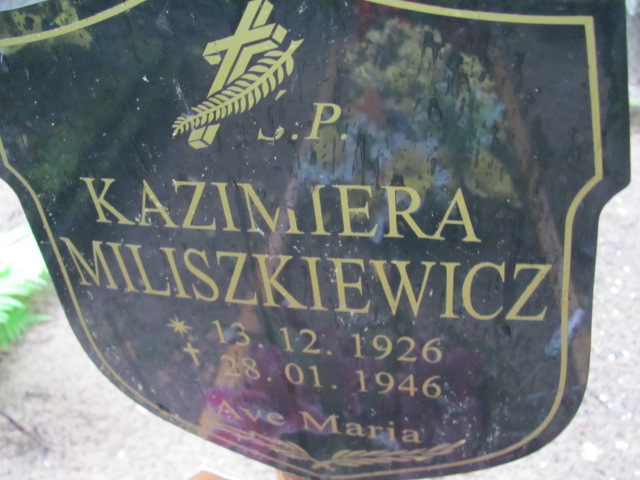 Ś.P.
KAZIMIERA
MILISZKIEWICZ
* 13. 12. 1926
✝ 28. 01. 1946
Ave Maria